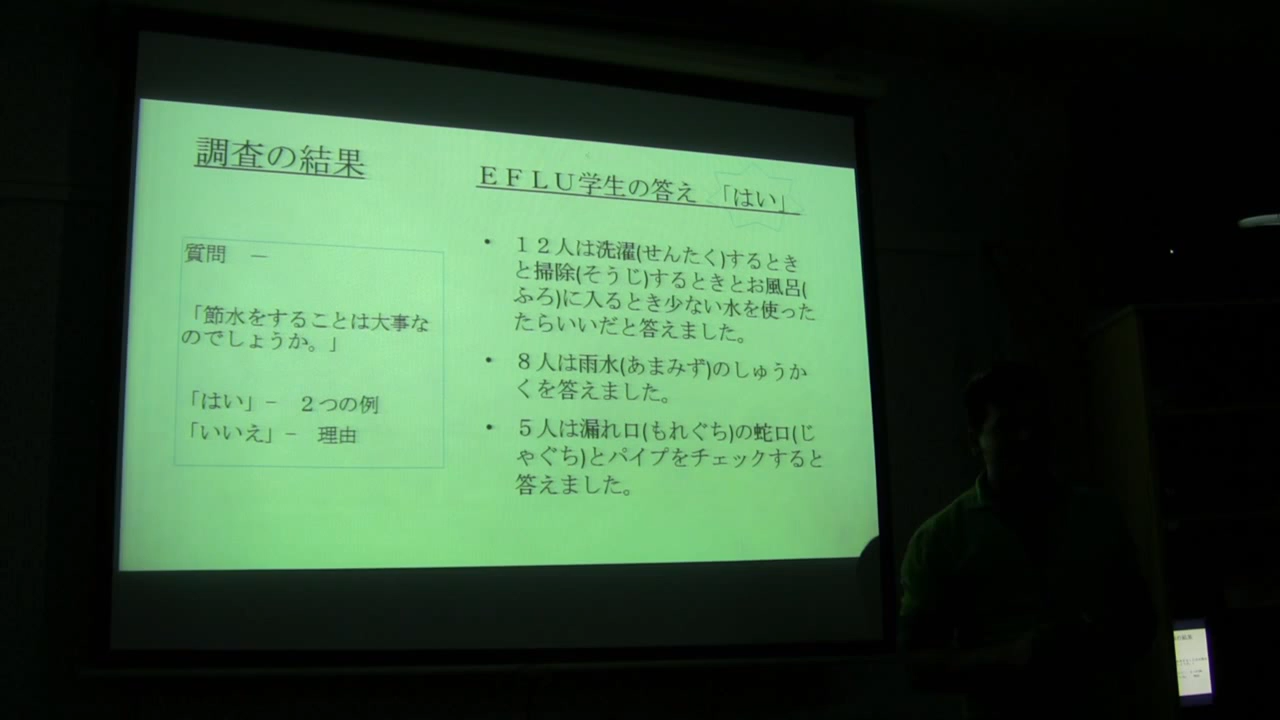 調査の結果
質問　－
「節水をすることは大事な
のでしょうか。」
「はい」－　２つの例
「いいえ」－　理由
ＥＦＬＵ学生の答え　「はい」
• １２人は洗濯(せんたく)するとき
と掃除(そうじ)するときとお風呂(
ふろ)に入るとき少ない水を使った
たらいいだと答えました。
• ８人は雨水(あまみず)のしゅうか
くを答えました。
• ５人は漏れ口(もれぐち)の蛇口(じ
ゃぐち)とパイプをチェックすると
答えました。